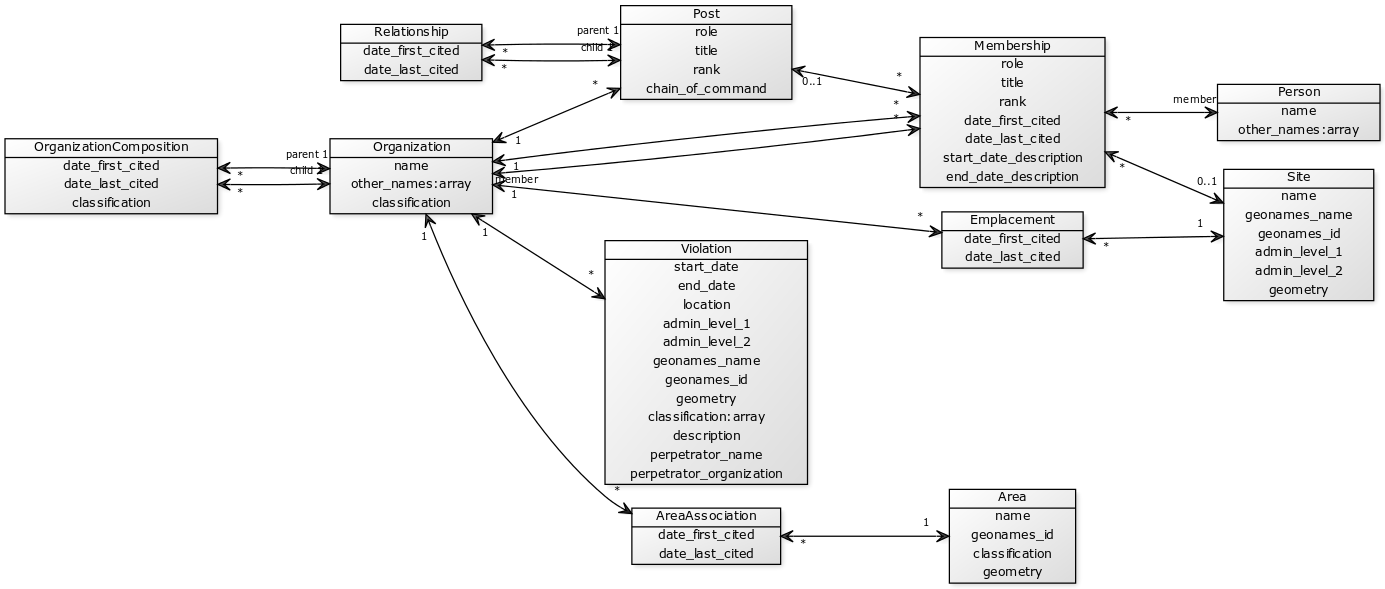 Relationship
date_first_cited
date_last_cited
parent 1
*
child 1
*
Post
role
title
rank
chain_of_command
*
1
0..1
*
Membership
role
title
rank
date_first_cited
date_last_cited
start_date_description
end_date_description
*
*
1
member
1
member
*
Person
name
other_names:array
*
0..1
Site
name
geonames_name
geonames_id
admin_level_1
admin_level_2
geometry
OrganizationComposition
date_first_cited
date_last_cited
classification
parent 1
*
child 1
*
Organization
name
other_names:array
classification
*
Emplacement
date_first_cited
date_last_cited
*
1
1
*
1
Violation
start_date
end_date
location
admin_level_1
admin_level_2
geonames_name
geonames_id
geometry
classification:array
description
perpetrator_name
perpetrator_organization
*
AreaAssociation
date_first_cited
date_last_cited
*
1
Area
name
geonames_id
classification
geometry